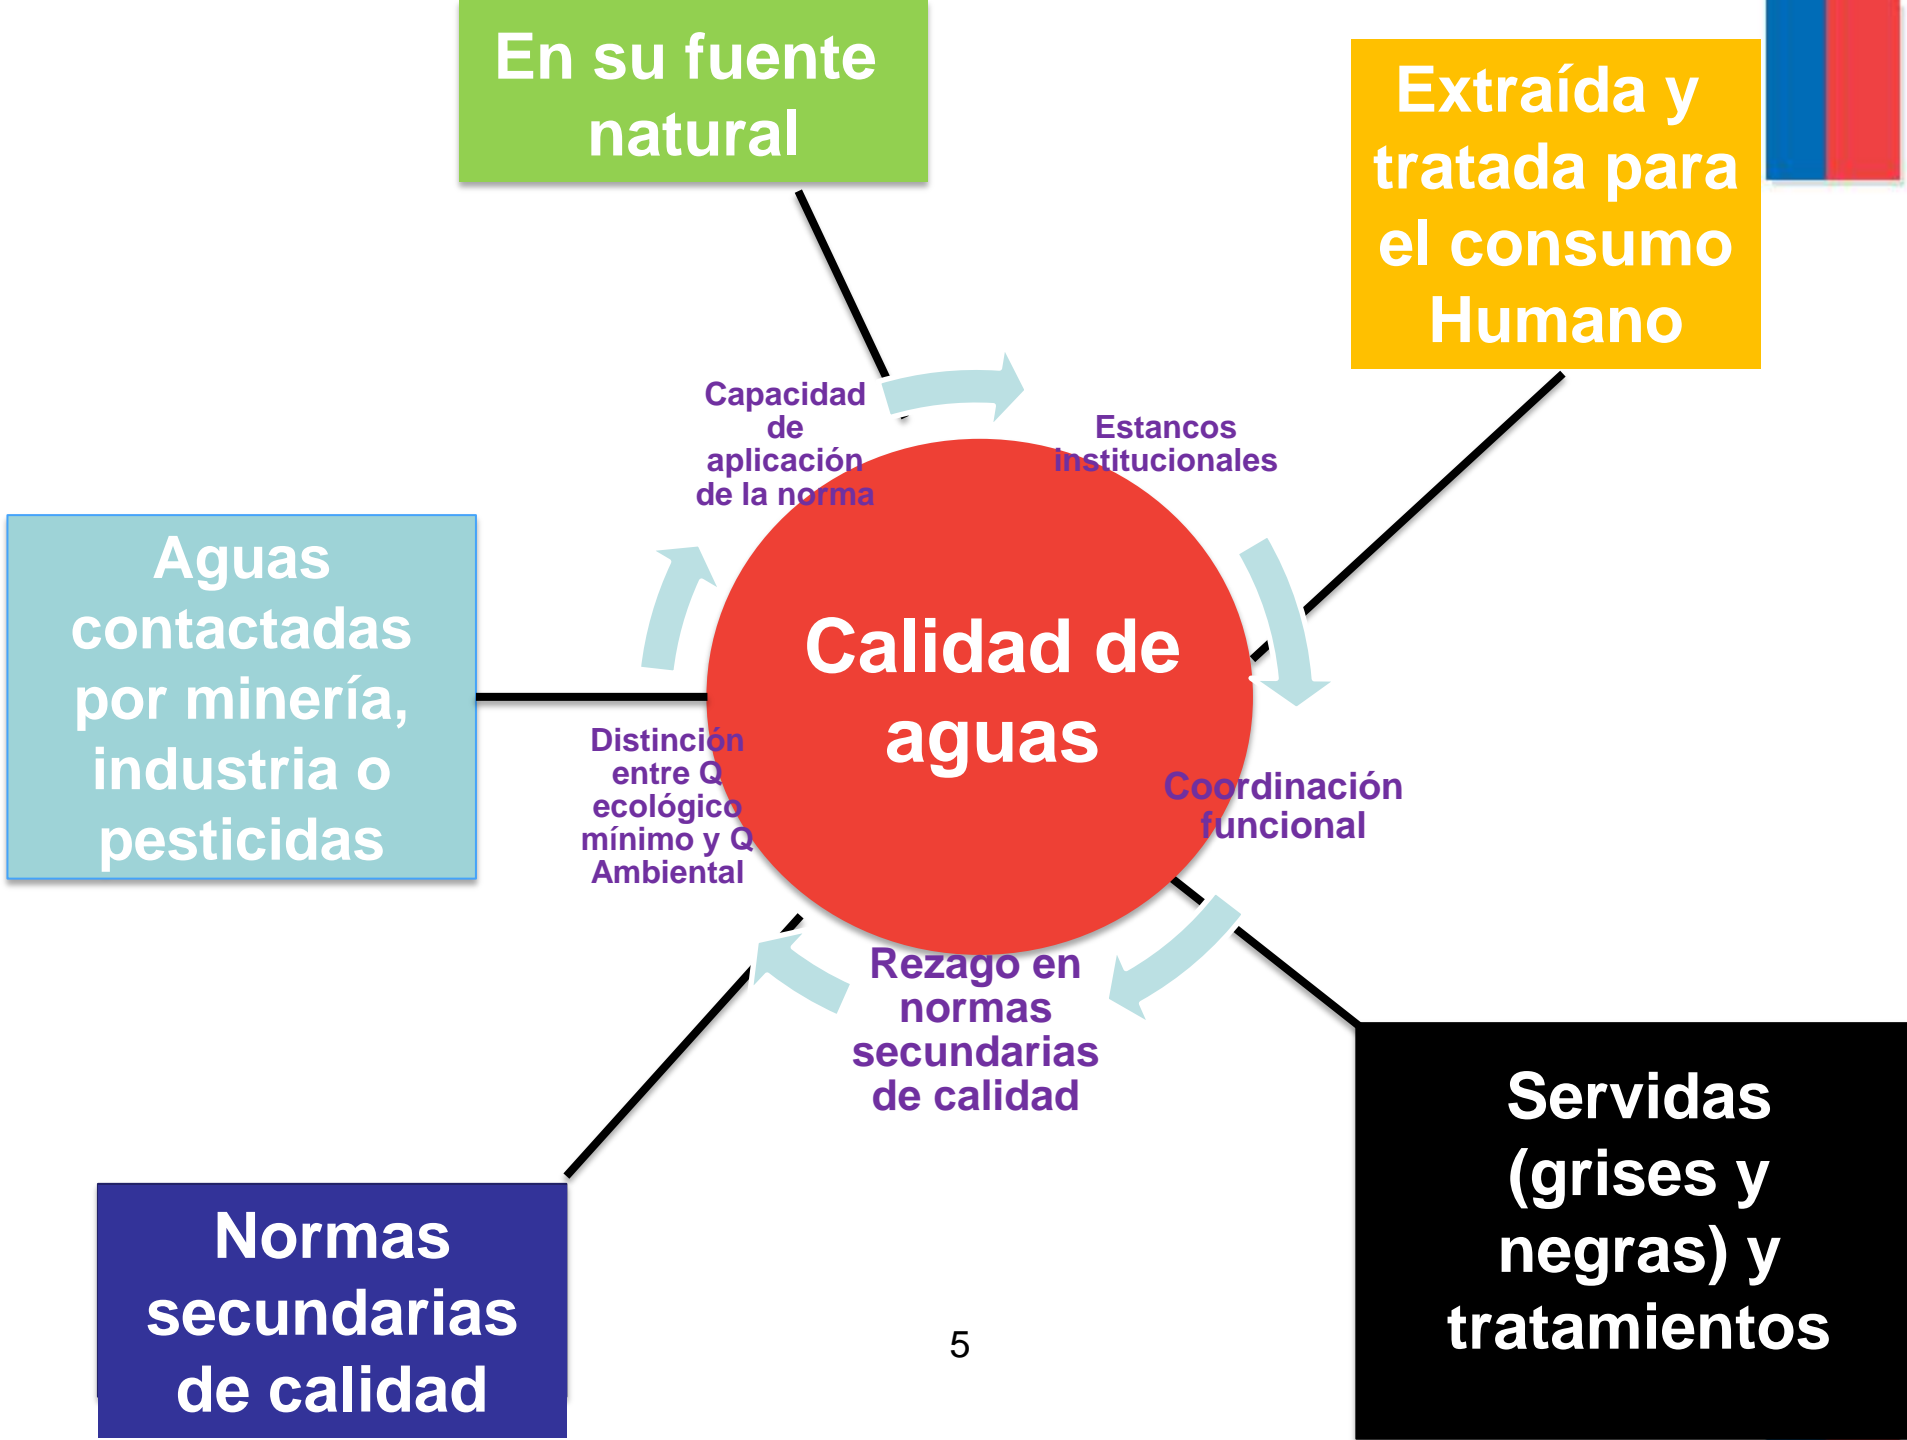 En su fuente
natural
Extraída y
tratada para
el consumo
Humano
Capacidad
de
aplicación
de la norma
Estancos
institucionales
Aguas
contactadas
por minería,
industria o
pesticidas
Calidad de
aguas
Distinción
entre Q
ecológico
mínimo y Q
Ambiental
Coordinación
funcional
Rezago en
normas
secundarias
de calidad
Servidas
(grises y
negras) y
tratamientos
Normas
secundarias
de calidad
5